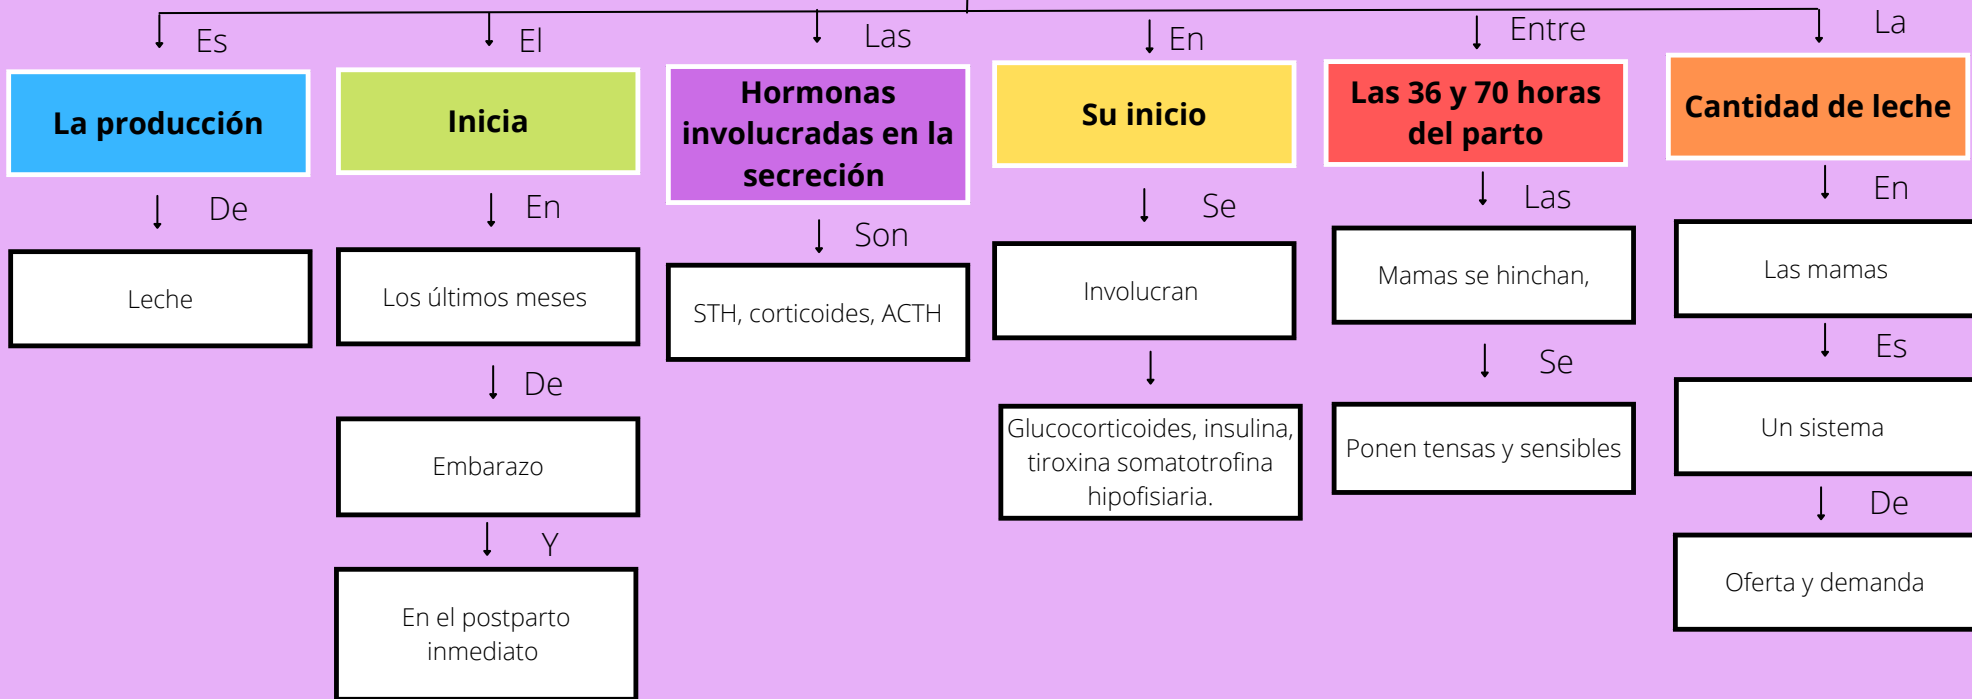 Es
La producción
De
Leche
El
Inicia
En
Los últimos meses
De
Embarazo
Y
En el postparto
inmediato
Las
Hormonas
involucradas en la
secreción
Son
STH, corticoides, ACTH
En
Su inicio
Se
Involucran
Glucocorticoides, insulina,
tiroxina somatotrofina
hipofisiaria.
Entre
Las 36 y 70 horas
del parto
Las
Mamas se hinchan,
Se
Ponen tensas y sensibles
La
Cantidad de leche
En
Las mamas
Es
Un sistema
De
Oferta y demanda